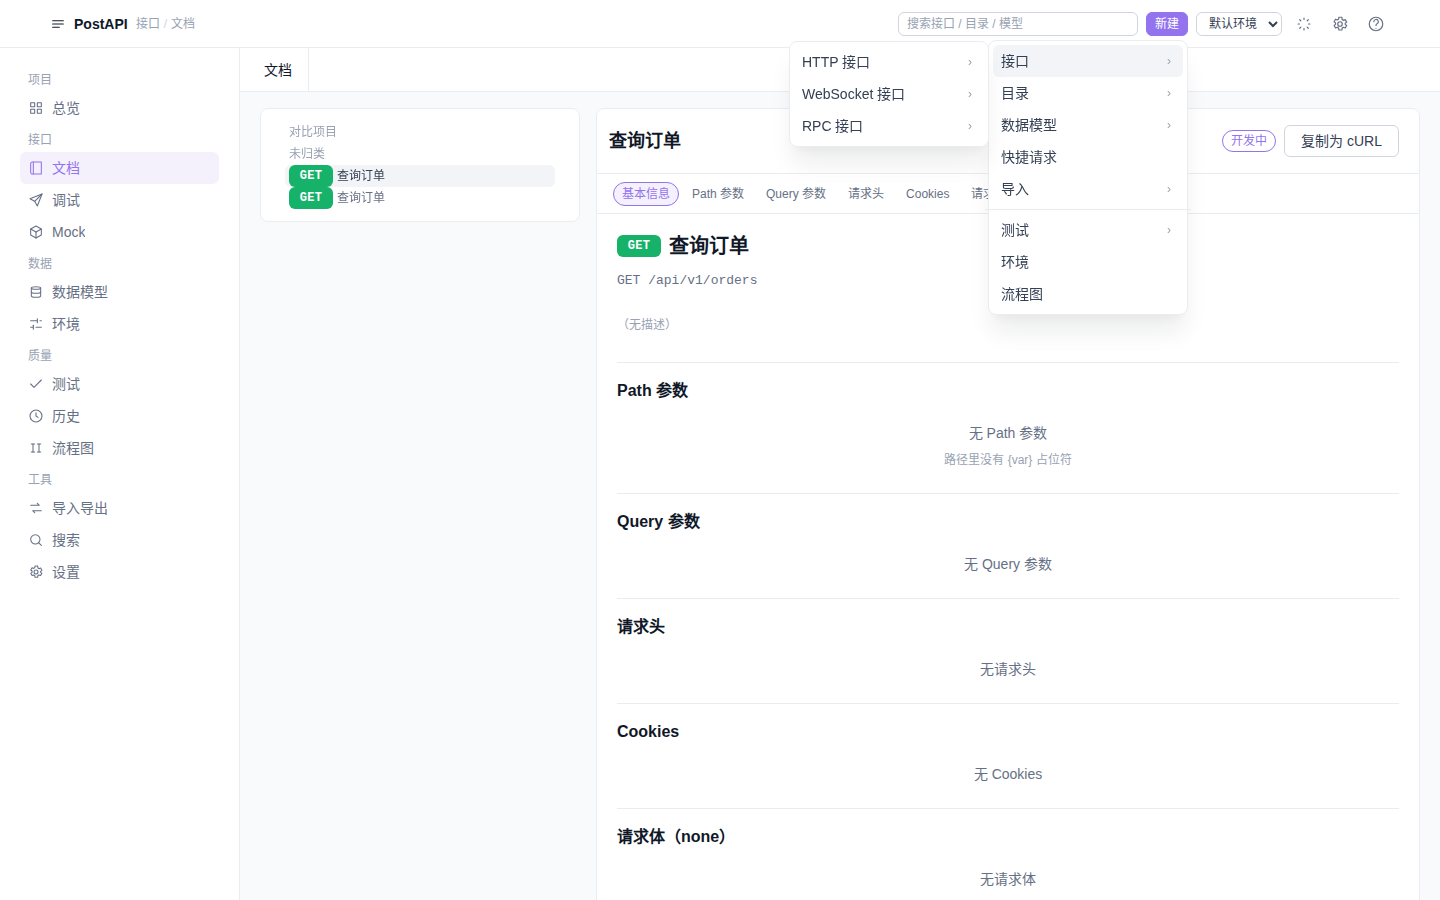 PostAPI 接口 / 文档
搜索接口 / 目录 / 模型
新建
默认环境
项目
总览
接口
文档
调试
Mock
数据
数据模型
环境
质量
测试
历史
流程图
工具
导入导出
搜索
设置
文档
对比项目
未归类
GET 查询订单
GET 查询订单
HTTP 接口 ›
WebSocket 接口 ›
RPC 接口 ›
接口 ›
目录 ›
数据模型 ›
快捷请求
导入 ›
测试 ›
环境
流程图
查询订单
开发中
复制为 cURL
基本信息 Path 参数 Query 参数 请求头 Cookies 请求
GET 查询订单
GET /api/v1/orders
（无描述）
Path 参数
无 Path 参数
路径里没有 {var} 占位符
Query 参数
无 Query 参数
请求头
无请求头
Cookies
无 Cookies
请求体（none）
无请求体